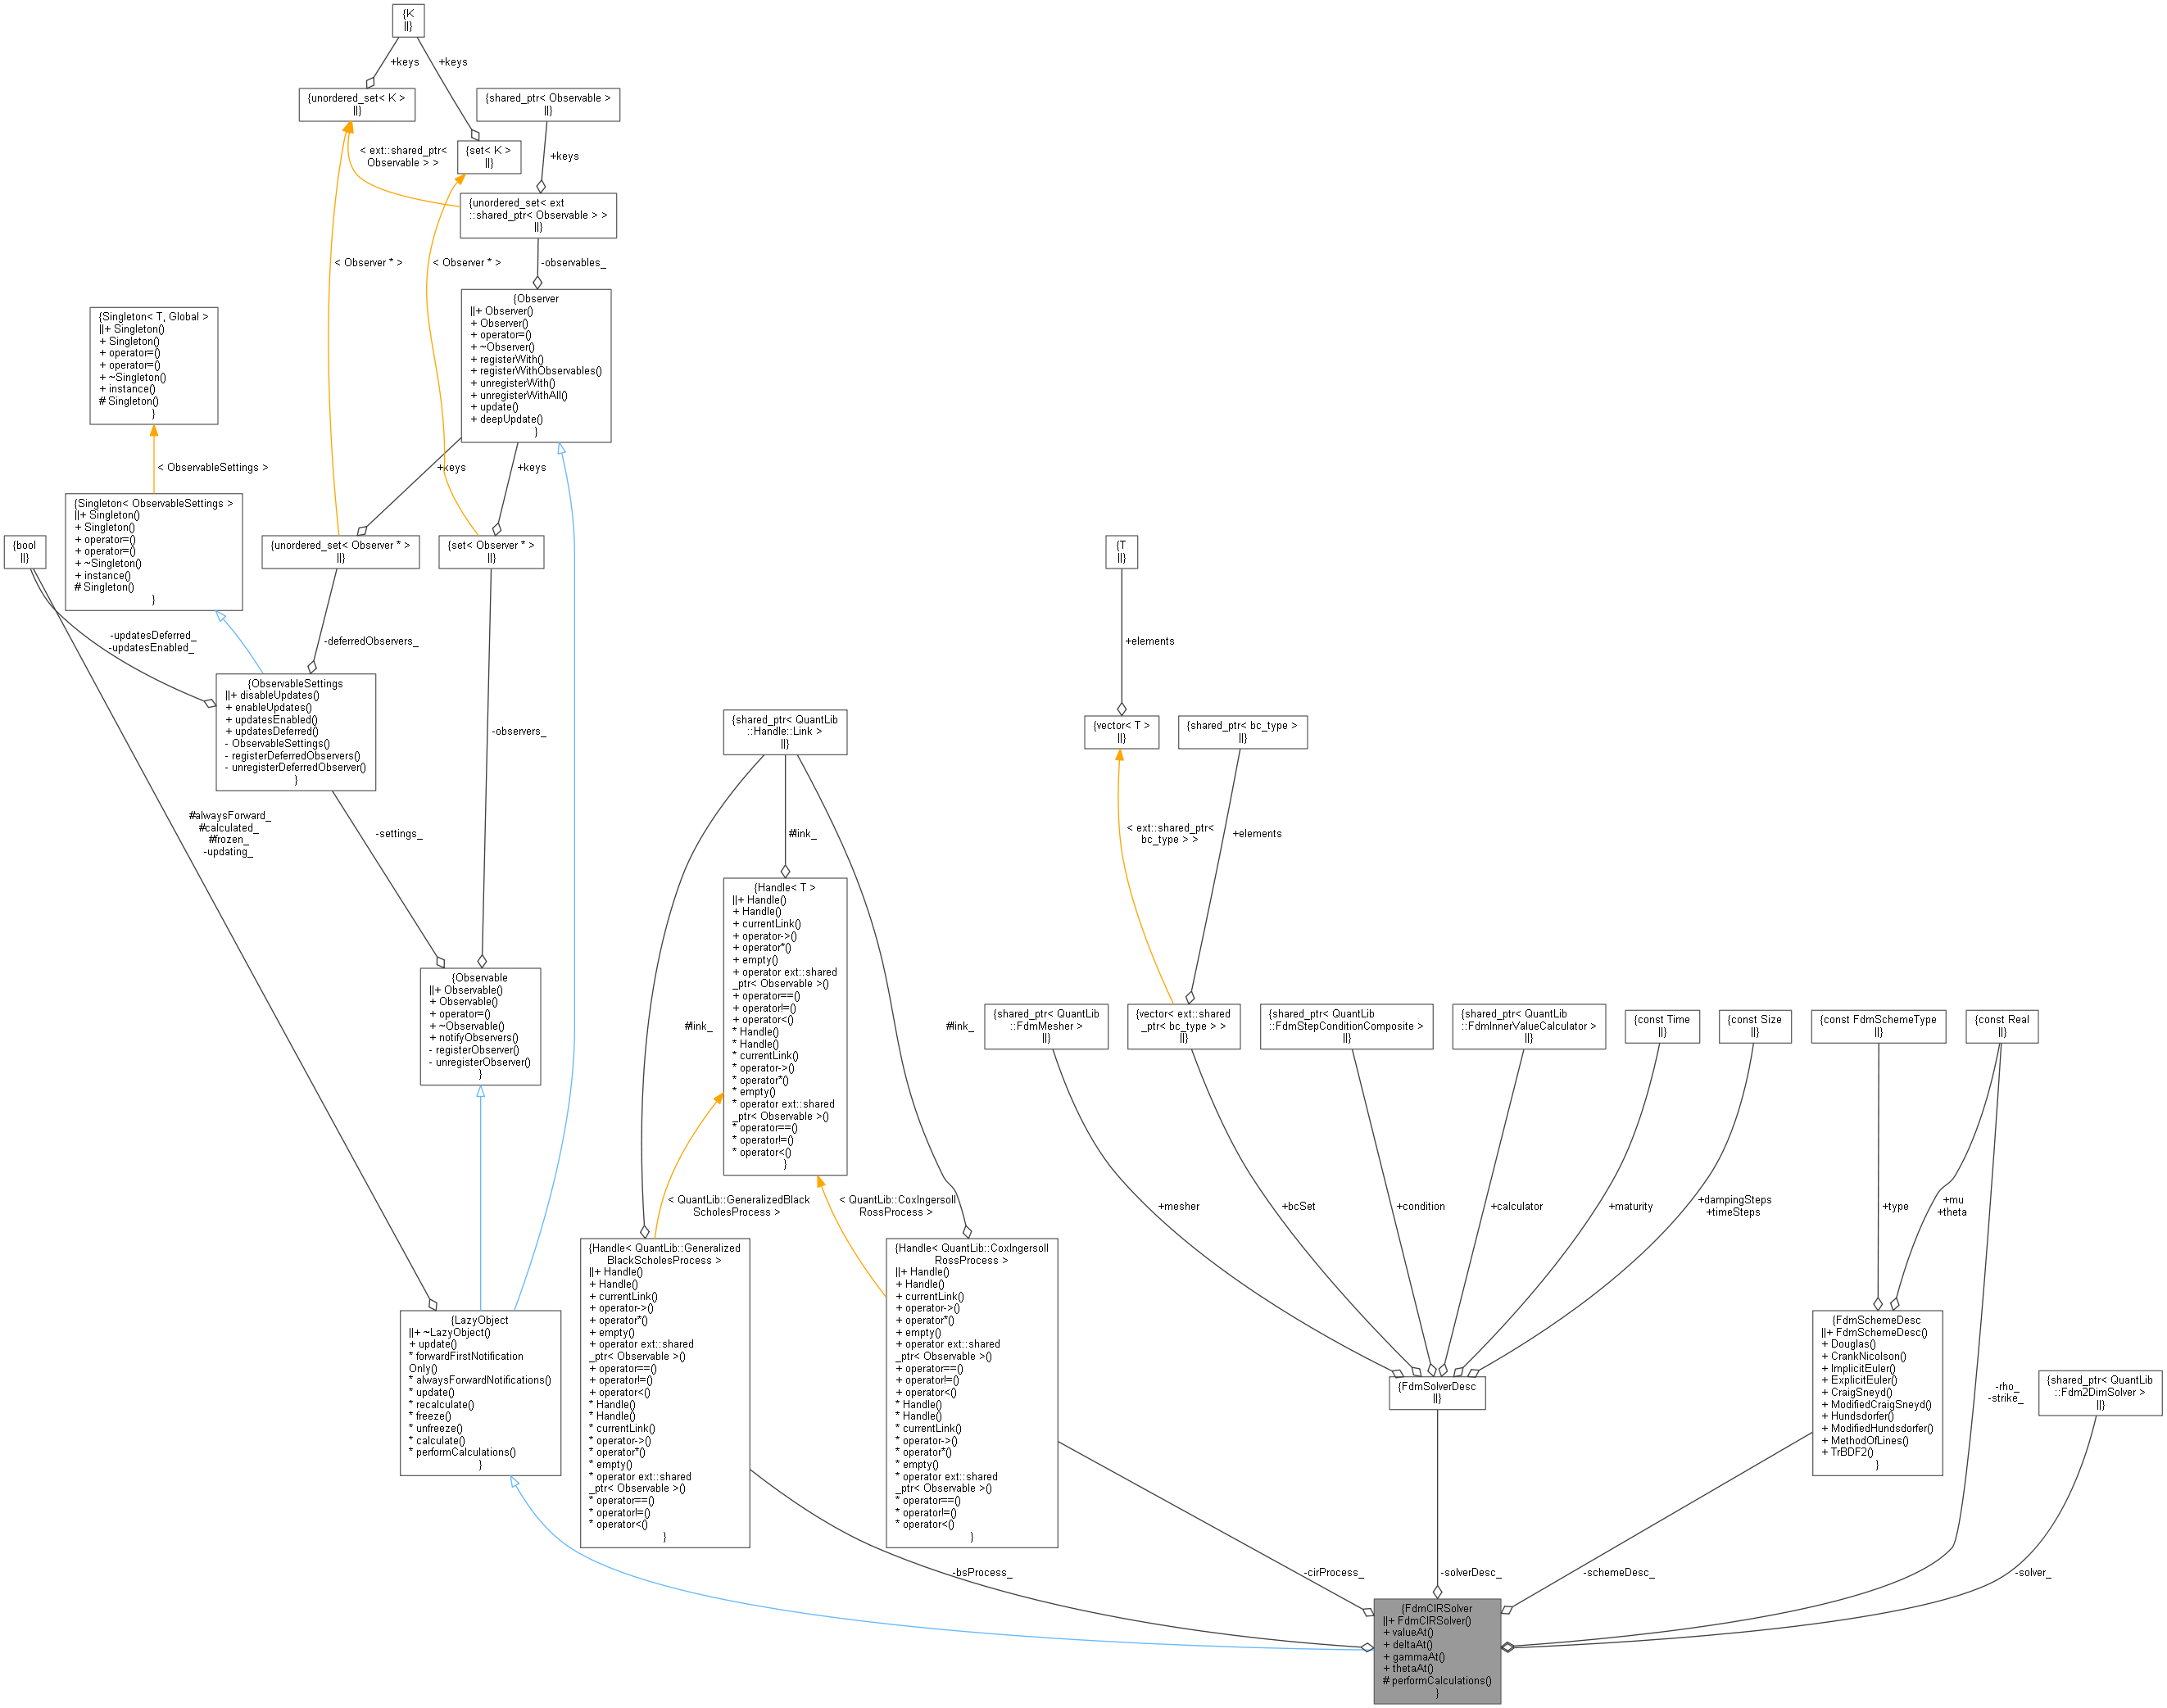 {K
||}
+keys
+keys
{unordered_set< K >
||}
{shared_ptr< Observable >
||}
{set< K >
||}
< ext::shared_ptr<
Observable > >
+keys
{unordered_set< ext
::shared_ptr< Observable > >
||}
< Observer * >
< Observer * >
-observables_
{Observer
||+ Observer()
+ Observer()
+ operator=()
+ ~Observer()
+ registerWith()
+ registerWithObservables()
+ unregisterWith()
+ unregisterWithAll()
+ update()
+ deepUpdate()
}
{Singleton< T, Global >
||+ Singleton()
+ Singleton()
+ operator=()
+ operator=()
+ ~Singleton()
+ instance()
# Singleton()
}
< ObservableSettings >
+keys
+keys
{Singleton< ObservableSettings >
||+ Singleton()
+ Singleton()
+ operator=()
+ operator=()
+ ~Singleton()
+ instance()
# Singleton()
}
{bool
||}
{unordered_set< Observer * >
||}
{set< Observer * >
||}
{T
||}
-updatesDeferred_
-updatesEnabled_
-deferredObservers_
+elements
{ObservableSettings
||+ disableUpdates()
+ enableUpdates()
+ updatesEnabled()
+ updatesDeferred()
- ObservableSettings()
- registerDeferredObservers()
- unregisterDeferredObserver()
}
-observers_
{shared_ptr< QuantLib
::Handle::Link >
||}
{vector< T >
||}
{shared_ptr< bc_type >
||}
#alwaysForward_
#calculated_
#frozen_
-updating_
-settings_
#link_
< ext::shared_ptr<
bc_type > >
+elements
{Handle< T >
||+ Handle()
+ Handle()
+ currentLink()
+ operator->()
+ operator*()
+ empty()
+ operator ext::shared
_ptr< Observable >()
+ operator==()
+ operator!=()
+ operator<()
* Handle()
* Handle()
* currentLink()
* operator->()
* operator*()
* empty()
* operator ext::shared
_ptr< Observable >()
* operator==()
* operator!=()
* operator<()
}
{Observable
||+ Observable()
+ Observable()
+ operator=()
+ ~Observable()
+ notifyObservers()
- registerObserver()
- unregisterObserver()
}
#link_
#link_
{shared_ptr< QuantLib
::FdmMesher >
||}
{vector< ext::shared
_ptr< bc_type > >
||}
{shared_ptr< QuantLib
::FdmStepConditionComposite >
||}
{shared_ptr< QuantLib
::FdmInnerValueCalculator >
||}
{const Time
||}
{const Size
||}
{const FdmSchemeType
||}
{const Real
||}
< QuantLib::GeneralizedBlack
ScholesProcess >
< QuantLib::CoxIngersoll
RossProcess >
+mesher
+bcSet
+condition
+calculator
+maturity
+dampingSteps
+timeSteps
+type
+mu
+theta
{Handle< QuantLib::Generalized
BlackScholesProcess >
||+ Handle()
+ Handle()
+ currentLink()
+ operator->()
+ operator*()
+ empty()
+ operator ext::shared
_ptr< Observable >()
+ operator==()
+ operator!=()
+ operator<()
* Handle()
* Handle()
* currentLink()
* operator->()
* operator*()
* empty()
* operator ext::shared
_ptr< Observable >()
* operator==()
* operator!=()
* operator<()
}
{Handle< QuantLib::CoxIngersoll
RossProcess >
||+ Handle()
+ Handle()
+ currentLink()
+ operator->()
+ operator*()
+ empty()
+ operator ext::shared
_ptr< Observable >()
+ operator==()
+ operator!=()
+ operator<()
* Handle()
* Handle()
* currentLink()
* operator->()
* operator*()
* empty()
* operator ext::shared
_ptr< Observable >()
* operator==()
* operator!=()
* operator<()
}
{LazyObject
||+ ~LazyObject()
+ update()
* forwardFirstNotification
Only()
* alwaysForwardNotifications()
* update()
* recalculate()
* freeze()
* unfreeze()
* calculate()
* performCalculations()
}
{FdmSolverDesc
||}
{FdmSchemeDesc
||+ FdmSchemeDesc()
+ Douglas()
+ CrankNicolson()
+ ImplicitEuler()
+ ExplicitEuler()
+ CraigSneyd()
+ ModifiedCraigSneyd()
+ Hundsdorfer()
+ ModifiedHundsdorfer()
+ MethodOfLines()
+ TrBDF2()
}
-rho_
-strike_
{shared_ptr< QuantLib
::Fdm2DimSolver >
||}
-bsProcess_
-cirProcess_
-solverDesc_
-schemeDesc_
-solver_
{FdmCIRSolver
||+ FdmCIRSolver()
+ valueAt()
+ deltaAt()
+ gammaAt()
+ thetaAt()
# performCalculations()
}